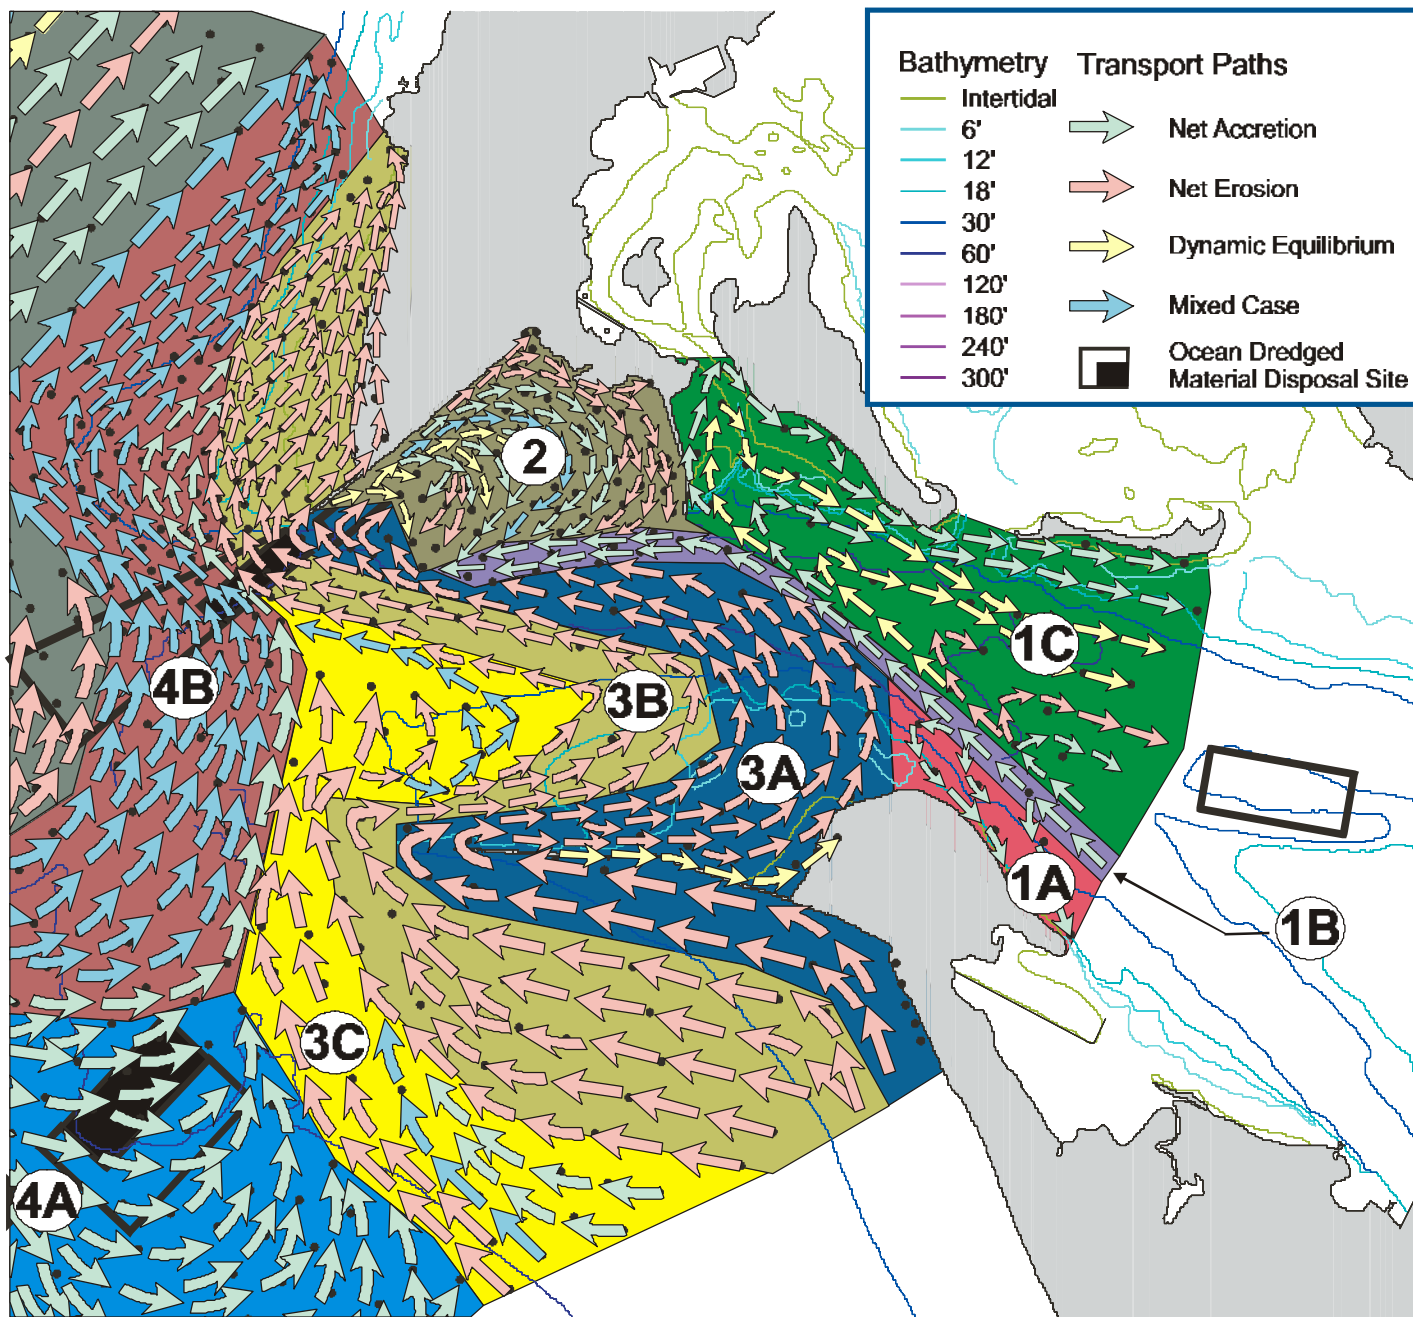 Bathymetry
Intertidal
6'
12'
18'
30'
60'
120'
180'
240'
300'
Transport Paths
Net Accretion
Net Erosion
Dynamic Equilibrium
Mixed Case
Ocean Dredged
Material Disposal Site
2
1C
4B
3B
3A
1A
1B
3C
4A